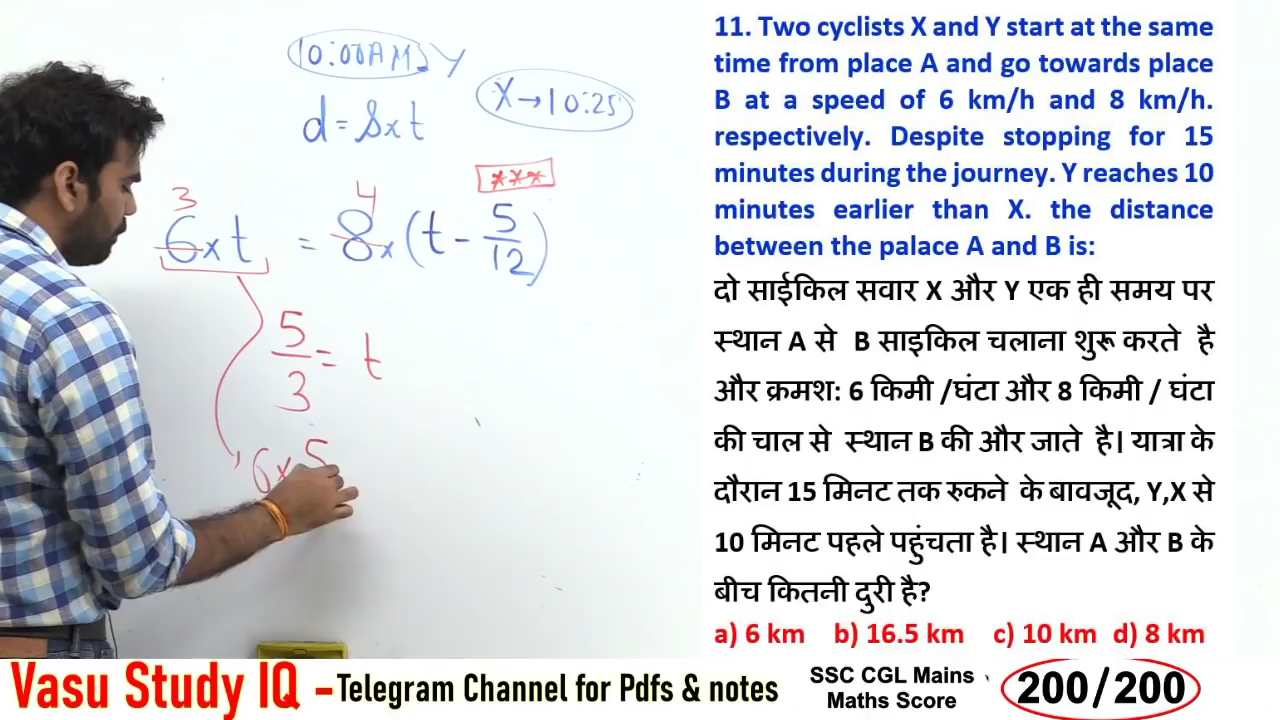 10:00AM Y
X→10:25
d = S×t
***
3 4
6×t = 8×(t - 5/12)
5/3 = t
6×5
11. Two cyclists X and Y start at the same
time from place A and go towards place
B at a speed of 6 km/h and 8 km/h.
respectively. Despite stopping for 15
minutes during the journey. Y reaches 10
minutes earlier than X. the distance
between the palace A and B is:
दो साईकिल सवार X और Y एक ही समय पर
स्थान A से B साइकिल चलाना शुरू करते है
और क्रमश: 6 किमी /घंटा और 8 किमी / घंटा
की चाल से स्थान B की और जाते है। यात्रा के
दौरान 15 मिनट तक रुकने के बावजूद, Y,X से
10 मिनट पहले पहुंचता है। स्थान A और B के
बीच कितनी दुरी है?
a) 6 km b) 16.5 km c) 10 km d) 8 km
Vasu Study IQ - Telegram Channel for Pdfs & notes
SSC CGL Mains
Maths Score
200/200